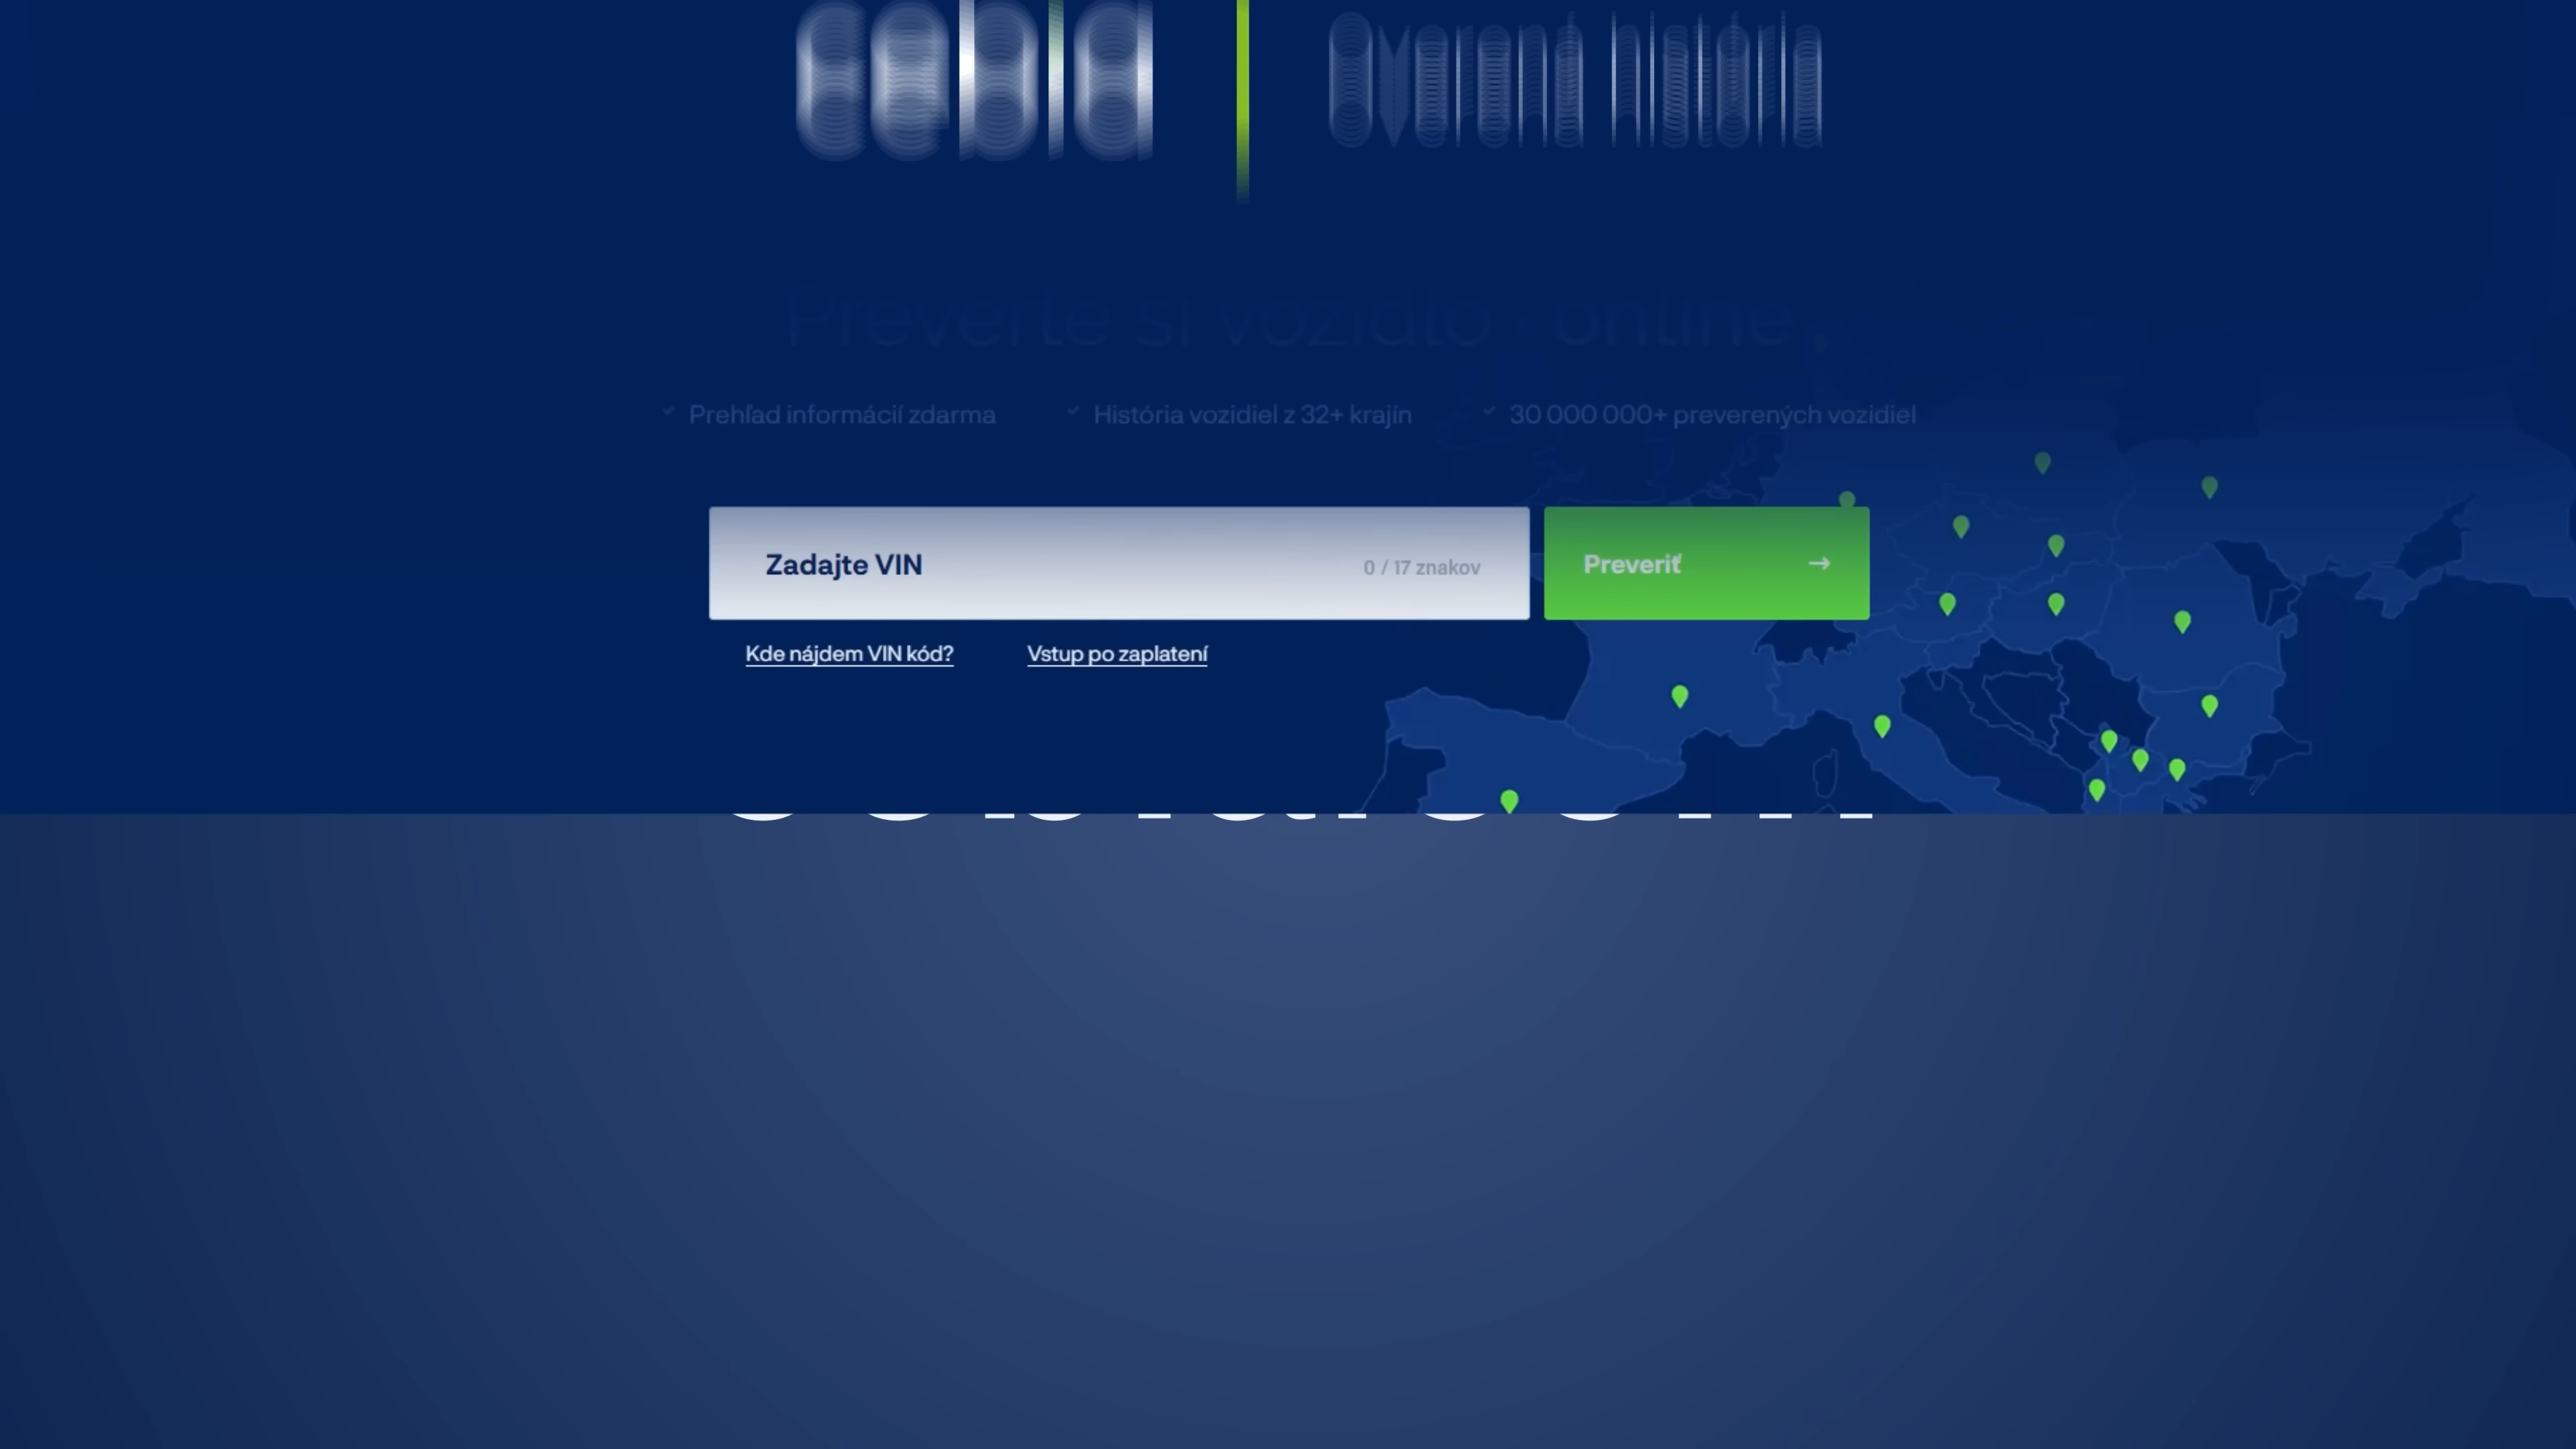 cebia Overená história
Preverte si vozidlo online
Prehľad informácií zdarma História vozidiel z 32+ krajín 30 000 000+ preverených vozidiel
Zadajte VIN 0 / 17 znakov Preveriť →
Kde nájdem VIN kód? Vstup po zaplatení